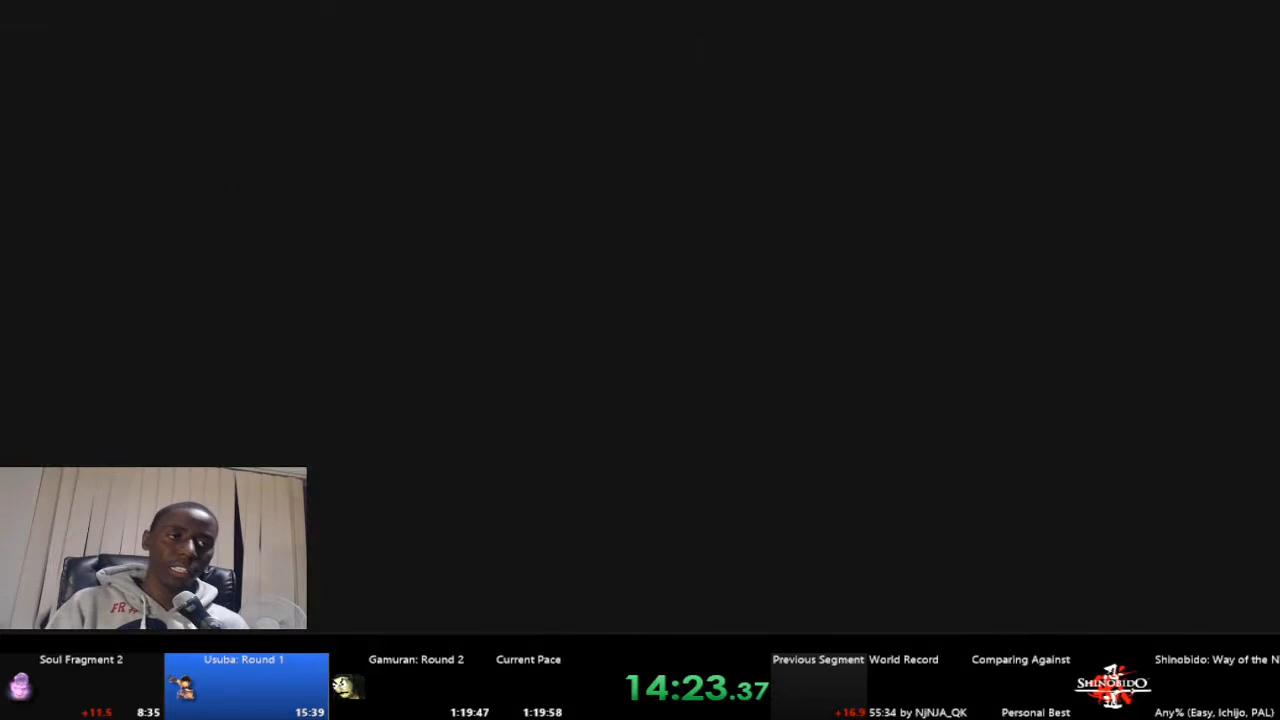 FR
Soul Fragment 2
+11.5 8:35
Usuba: Round 1
15:39
Gamuran: Round 2
1:19:47
Current Pace
1:19:58
14:23.37
Previous Segment
+16.9
World Record
55:34 by NjNJA_QK
Comparing Against
Personal Best
SHINOBIDO
Shinobido: Way of the N
Any% (Easy, Ichijo, PAL)